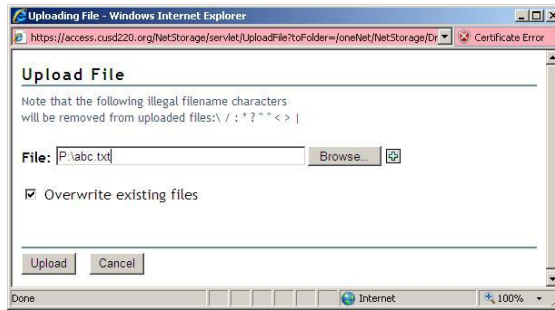 Uploading File - Windows Internet Explorer
https://access.cusd220.org/NetStorage/servlet/UploadFile?toFolder=/oneNet/NetStorage/Dr
Certificate Error
Upload File
Note that the following illegal filename characters
will be removed from uploaded files:\ / : * ? " " < > |
File: P:\abc.txt Browse...
Overwrite existing files
Upload Cancel
Done Internet 100%